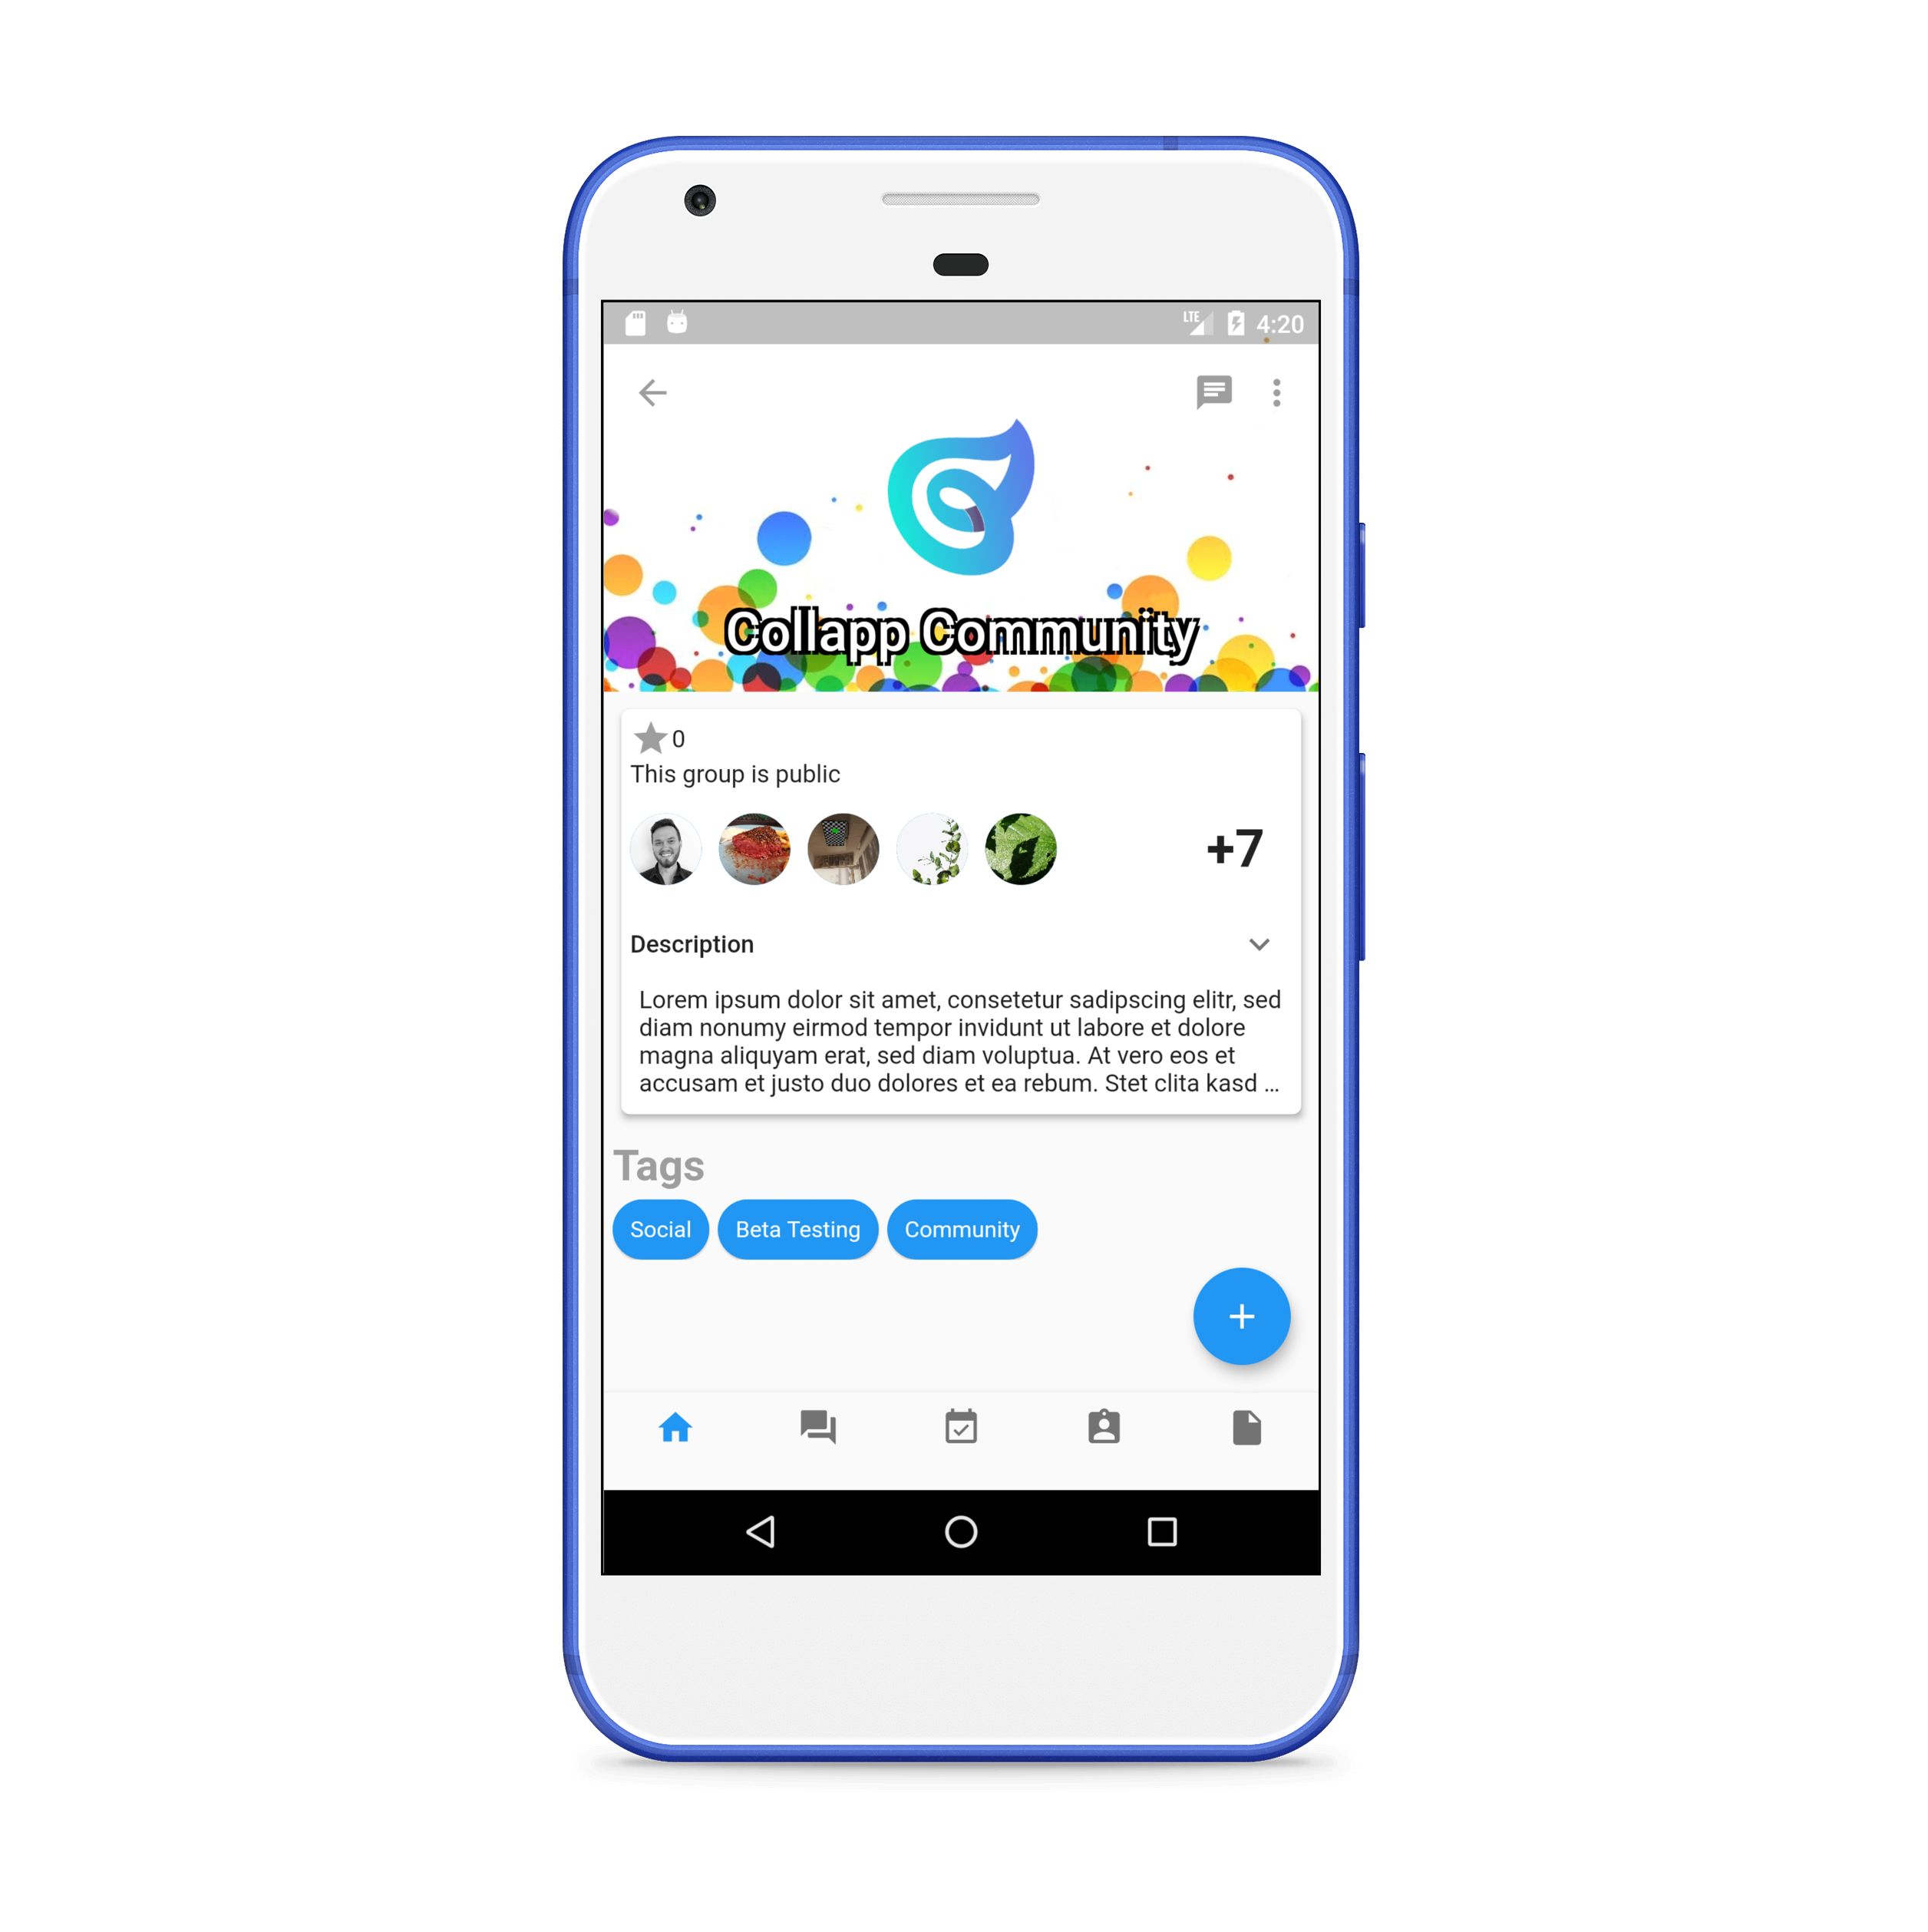 LTE 4:20
Collapp Community
0
This group is public
+7
Description
Lorem ipsum dolor sit amet, consetetur sadipscing elitr, sed
diam nonumy eirmod tempor invidunt ut labore et dolore
magna aliquyam erat, sed diam voluptua. At vero eos et
accusam et justo duo dolores et ea rebum. Stet clita kasd ...
Tags
Social Beta Testing Community